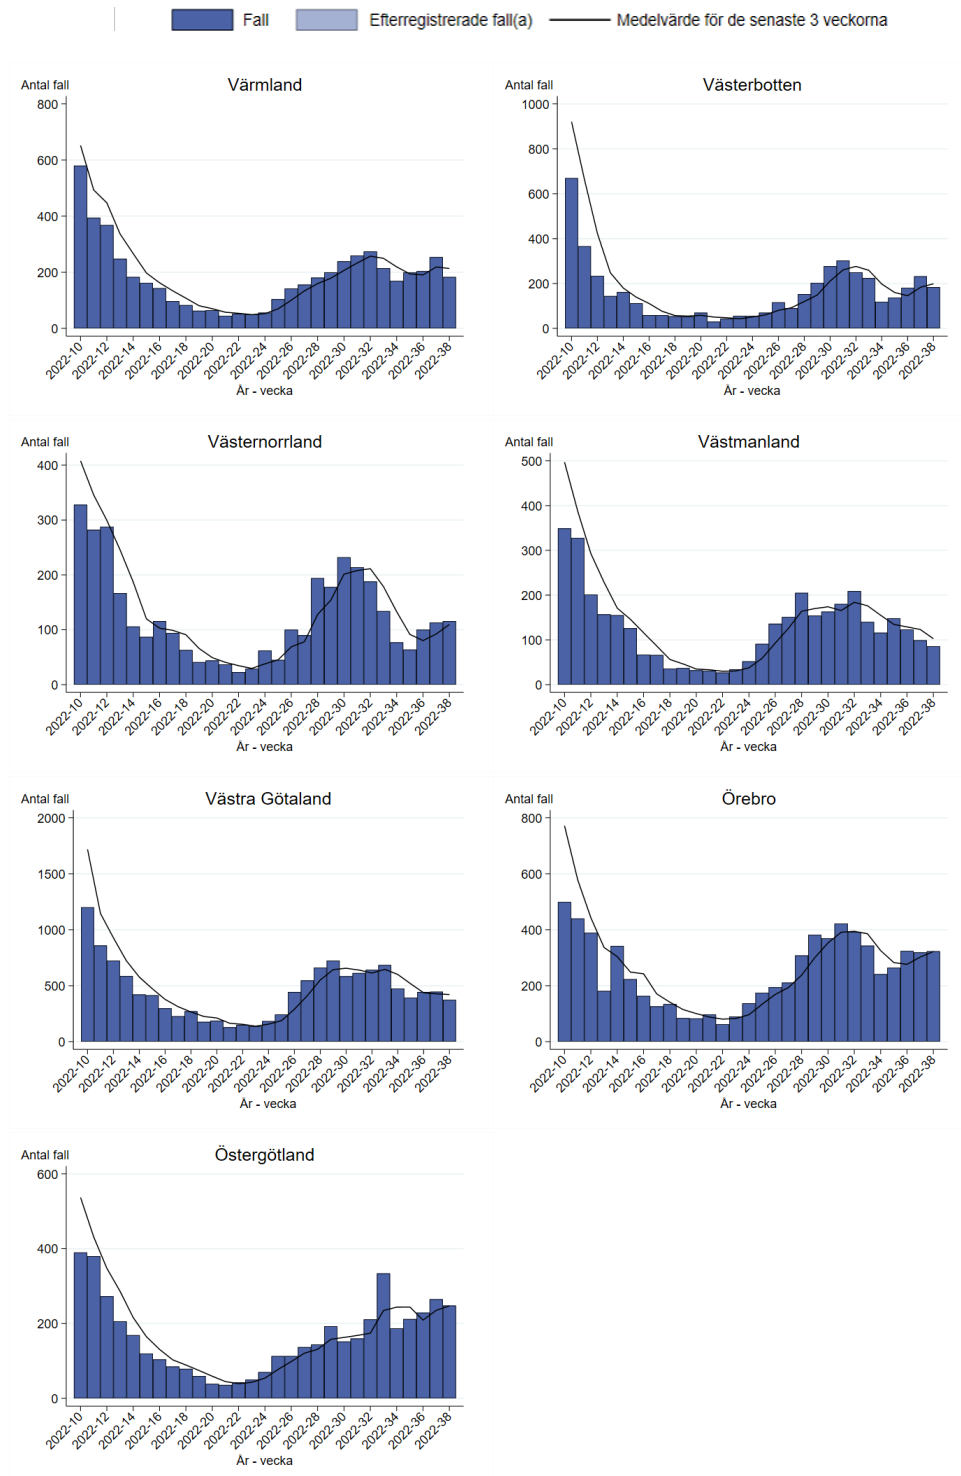 Fall Efterregistrerade fall(a) Medelvärde för de senaste 3 veckorna
Värmland
Antal fall
800
600
400
200
0
2022-10 2022-12 2022-14 2022-16 2022-18 2022-20 2022-22 2022-24 2022-26 2022-28 2022-30 2022-32 2022-34 2022-36 2022-38
År - vecka
Västerbotten
Antal fall
1000
800
600
400
200
0
2022-10 2022-12 2022-14 2022-16 2022-18 2022-20 2022-22 2022-24 2022-26 2022-28 2022-30 2022-32 2022-34 2022-36 2022-38
År - vecka
Västernorrland
Antal fall
400
300
200
100
0
2022-10 2022-12 2022-14 2022-16 2022-18 2022-20 2022-22 2022-24 2022-26 2022-28 2022-30 2022-32 2022-34 2022-36 2022-38
År - vecka
Västmanland
Antal fall
500
400
300
200
100
0
2022-10 2022-12 2022-14 2022-16 2022-18 2022-20 2022-22 2022-24 2022-26 2022-28 2022-30 2022-32 2022-34 2022-36 2022-38
År - vecka
Västra Götaland
Antal fall
2000
1500
1000
500
0
2022-10 2022-12 2022-14 2022-16 2022-18 2022-20 2022-22 2022-24 2022-26 2022-28 2022-30 2022-32 2022-34 2022-36 2022-38
År - vecka
Örebro
Antal fall
800
600
400
200
0
2022-10 2022-12 2022-14 2022-16 2022-18 2022-20 2022-22 2022-24 2022-26 2022-28 2022-30 2022-32 2022-34 2022-36 2022-38
År - vecka
Östergötland
Antal fall
600
400
200
0
2022-10 2022-12 2022-14 2022-16 2022-18 2022-20 2022-22 2022-24 2022-26 2022-28 2022-30 2022-32 2022-34 2022-36 2022-38
År - vecka